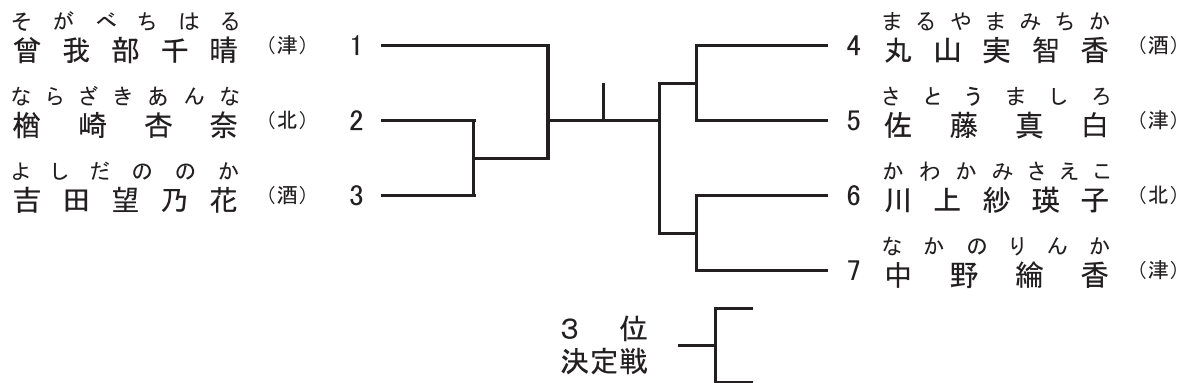 そがべちはる
曾我部千晴 （津） 1
ならざきあんな
楢崎杏奈 （北） 2
よしだののか
吉田望乃花 （酒） 3
まるやまみちか
4 丸山実智香 （酒）
さとうましろ
5 佐藤真白 （津）
かわかみさえこ
6 川上紗瑛子 （北）
なかのりんか
7 中野綸香 （津）
3位
決定戦